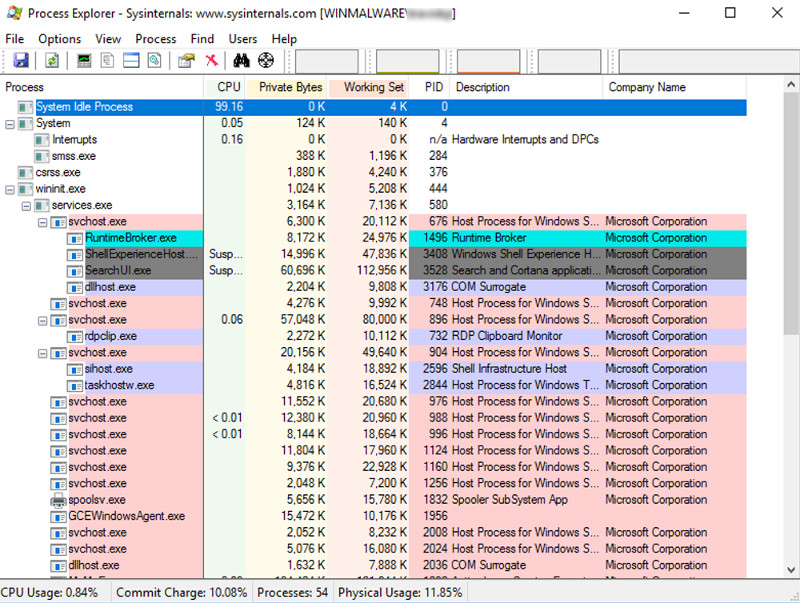 Process Explorer - Sysinternals: www.sysinternals.com [WINMALWARE\
File Options View Process Find Users Help
Process CPU Private Bytes Working Set PID Description Company Name
System Idle Process 99.16 0 K 4 K 0
System 0.05 124 K 140 K 4
Interrupts 0.16 0 K 0 K n/a Hardware Interrupts and DPCs
smss.exe 388 K 1,196 K 284
csrss.exe 1,880 K 4,240 K 376
wininit.exe 1,024 K 5,208 K 444
services.exe 3,164 K 7,136 K 580
svchost.exe 6,300 K 20,112 K 676 Host Process for Windows S... Microsoft Corporation
RuntimeBroker.exe 8,172 K 24,976 K 1496 Runtime Broker Microsoft Corporation
ShellExperienceHost.... Susp... 14,996 K 47,836 K 3408 Windows Shell Experience H... Microsoft Corporation
SearchUI.exe Susp... 60,696 K 112,956 K 3528 Search and Cortana applicati... Microsoft Corporation
dllhost.exe 2,204 K 9,808 K 3176 COM Surrogate Microsoft Corporation
svchost.exe 4,276 K 9,992 K 748 Host Process for Windows S... Microsoft Corporation
svchost.exe 0.06 57,048 K 80,000 K 896 Host Process for Windows S... Microsoft Corporation
rdpclip.exe 2,272 K 10,112 K 732 RDP Clipboard Monitor Microsoft Corporation
svchost.exe 20,156 K 49,640 K 904 Host Process for Windows S... Microsoft Corporation
sihost.exe 4,184 K 18,892 K 2596 Shell Infrastructure Host Microsoft Corporation
taskhostw.exe 4,816 K 16,524 K 2844 Host Process for Windows T... Microsoft Corporation
svchost.exe 11,552 K 20,680 K 976 Host Process for Windows S... Microsoft Corporation
svchost.exe < 0.01 12,380 K 20,960 K 988 Host Process for Windows S... Microsoft Corporation
svchost.exe < 0.01 8,144 K 18,664 K 996 Host Process for Windows S... Microsoft Corporation
svchost.exe 11,804 K 17,960 K 1124 Host Process for Windows S... Microsoft Corporation
svchost.exe 9,376 K 22,928 K 1160 Host Process for Windows S... Microsoft Corporation
svchost.exe 2,048 K 7,200 K 1256 Host Process for Windows S... Microsoft Corporation
spoolsv.exe 5,656 K 15,780 K 1832 Spooler SubSystem App Microsoft Corporation
GCEWindowsAgent.exe 15,472 K 10,176 K 1956
svchost.exe 2,052 K 8,232 K 2008 Host Process for Windows S... Microsoft Corporation
svchost.exe 5,076 K 16,080 K 2024 Host Process for Windows S... Microsoft Corporation
dllhost.exe 1,632 K 7,888 K 2036 COM Surrogate Microsoft Corporation
CPU Usage: 0.84% Commit Charge: 10.08% Processes: 54 Physical Usage: 11.85%